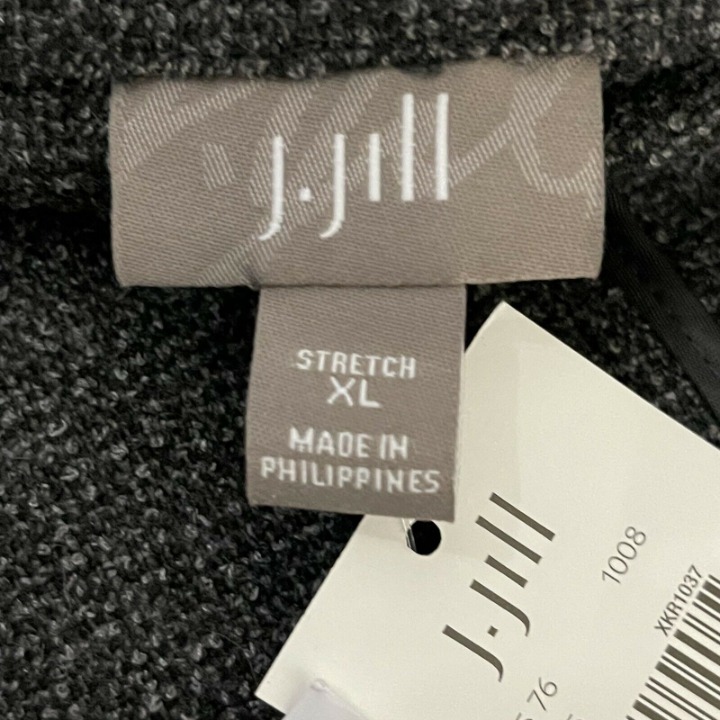 J.Jill
STRETCH
XL
MADE IN
PHILIPPINES
J.Jill
1008
XKR1037
76